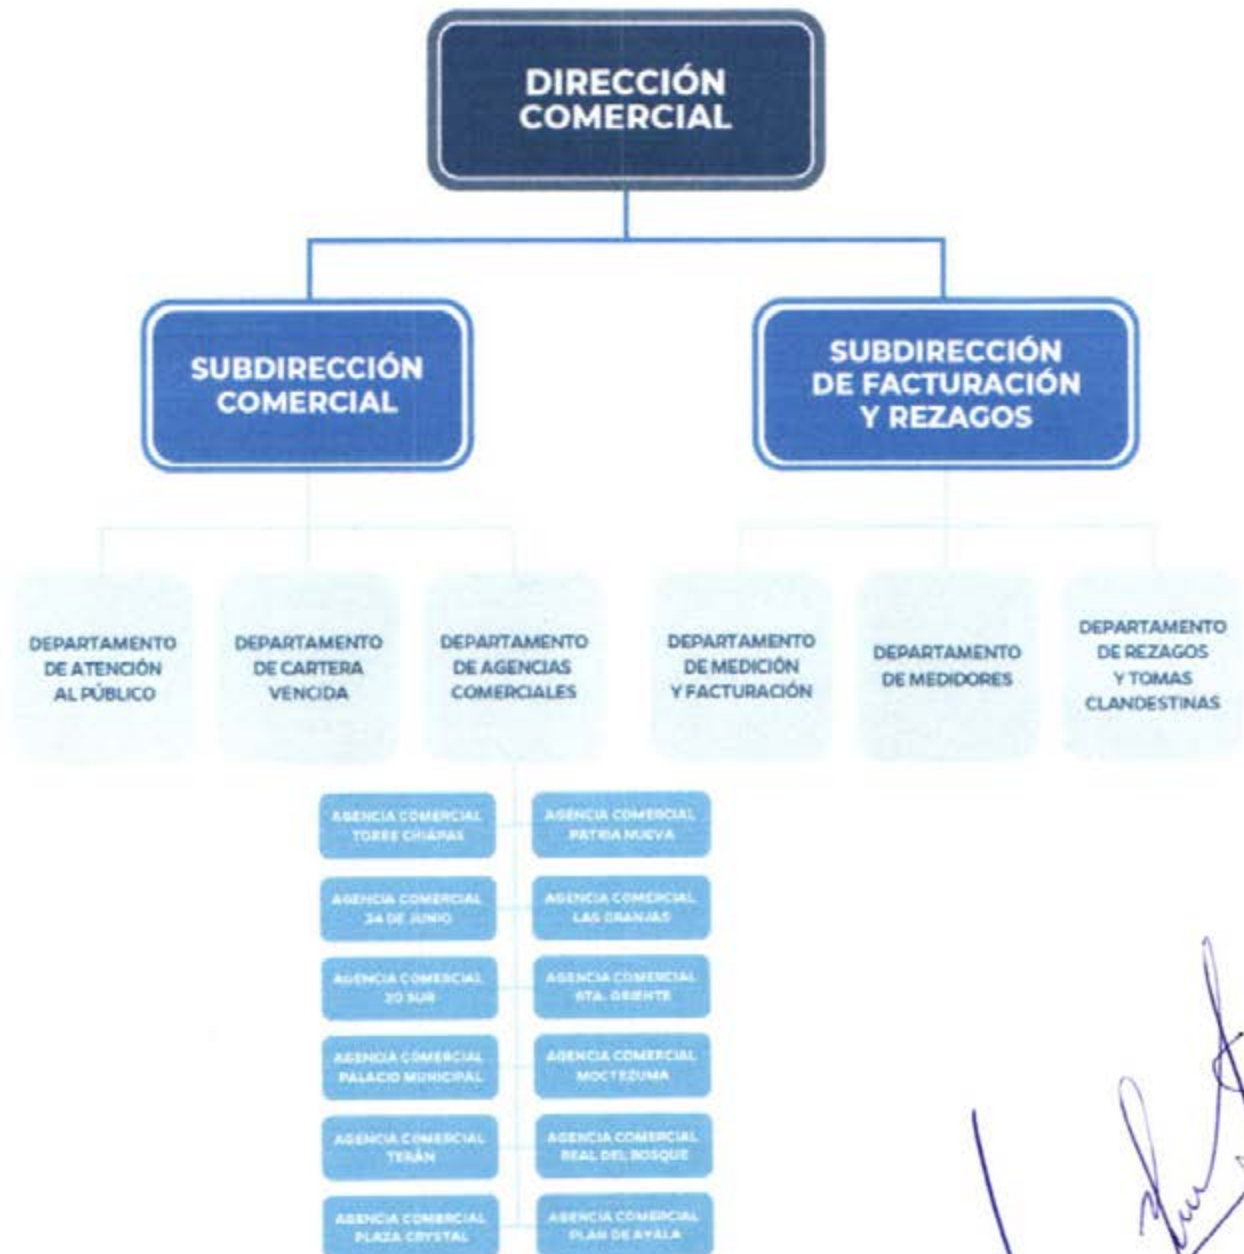 DIRECCIÓN
COMERCIAL
SUBDIRECCIÓN
COMERCIAL
SUBDIRECCIÓN
DE FACTURACIÓN
Y REZAGOS
DEPARTAMENTO
DE ATENCIÓN
AL PÚBLICO
DEPARTAMENTO
DE CARTERA
VENCIDA
DEPARTAMENTO
DE AGENCIAS
COMERCIALES
DEPARTAMENTO
DE MEDICIÓN
Y FACTURACIÓN
DEPARTAMENTO
DE MEDIDORES
DEPARTAMENTO
DE REZAGOS
Y TOMAS
CLANDESTINAS
AGENCIA COMERCIAL
TORRE CHIAPAS
AGENCIA COMERCIAL
PATRIA NUEVA
AGENCIA COMERCIAL
24 DE JUNIO
AGENCIA COMERCIAL
LAS GRANJAS
AGENCIA COMERCIAL
20 SUR
AGENCIA COMERCIAL
STA. ORIENTE
AGENCIA COMERCIAL
PALACIO MUNICIPAL
AGENCIA COMERCIAL
MOCTEZUMA
AGENCIA COMERCIAL
TERÁN
AGENCIA COMERCIAL
REAL DEL BOSQUE
AGENCIA COMERCIAL
PLAZA CRYSTAL
AGENCIA COMERCIAL
PLAN DE AYALA